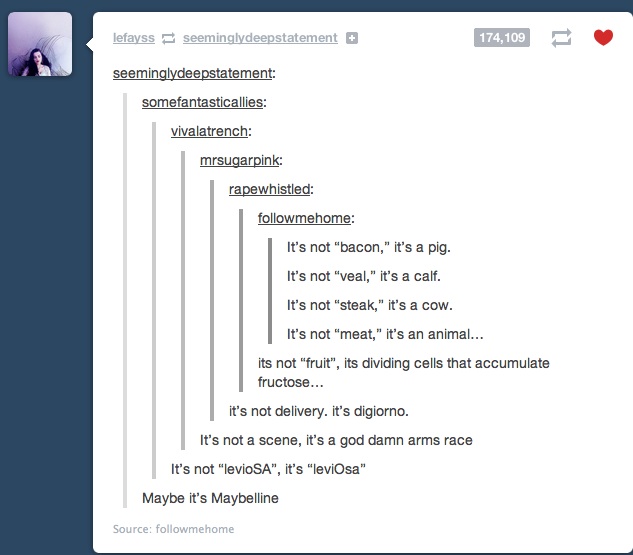 lefayss seeminglydeepstatement
174,109
seeminglydeepstatement:
somefantasticallies:
vivalatrench:
mrsugarpink:
rapewhistled:
followmehome:
It’s not “bacon,” it’s a pig.
It’s not “veal,” it’s a calf.
It’s not “steak,” it’s a cow.
It’s not “meat,” it’s an animal…
its not “fruit”, its dividing cells that accumulate
fructose…
it’s not delivery. it’s digiorno.
It’s not a scene, it’s a god damn arms race
It’s not “levioSA”, it’s “leviOsa”
Maybe it’s Maybelline
Source: followmehome